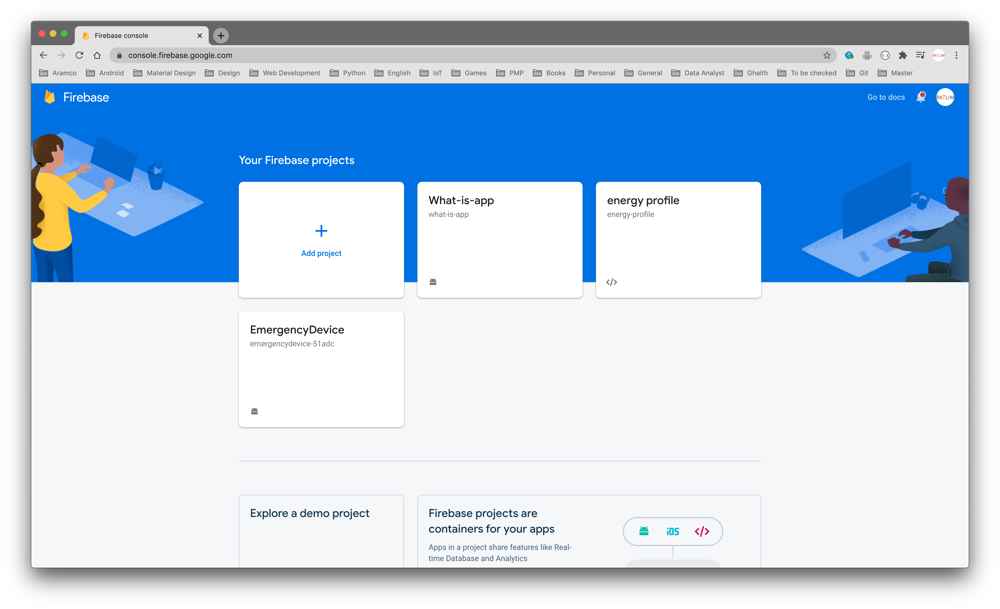 Firebase console
console.firebase.google.com
DATUM
Aramco Android Material Design Design Web Development Python English IoT Games PMP Books Personal General Data Analyst Ghaith To be checked Git Master
Firebase
Go to docs
DATUM
Your Firebase projects
Add project
What-is-app
what-is-app
energy profile
energy-profile
EmergencyDevice
emergencydevice-51adc
Explore a demo project
Firebase projects are
containers for your apps
Apps in a project share features like Real-
time Database and Analytics
iOS